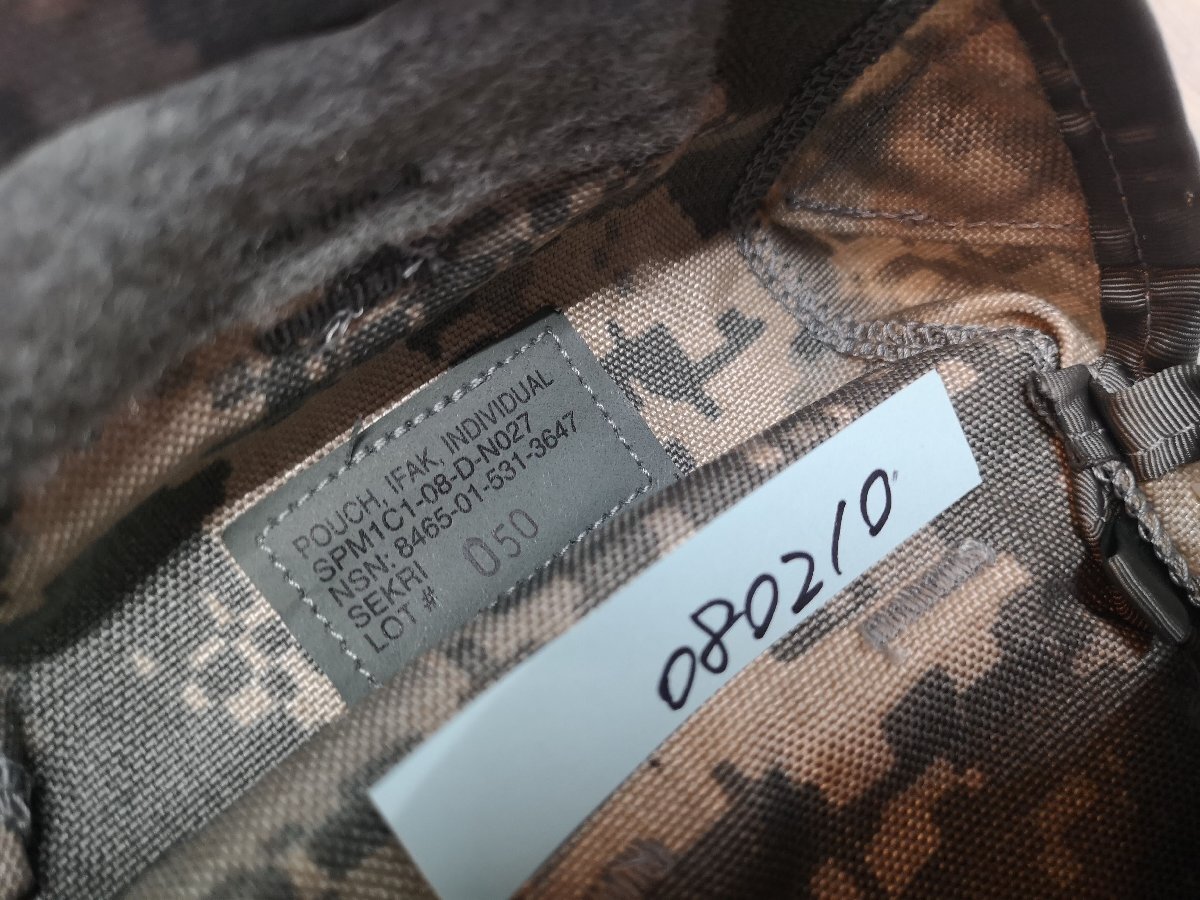 POUCH, IFAK, INDIVIDUAL
SPM1C1-08-D-N027
NSN: 8465-01-531-3647
SEKRI
LOT # 050
080210